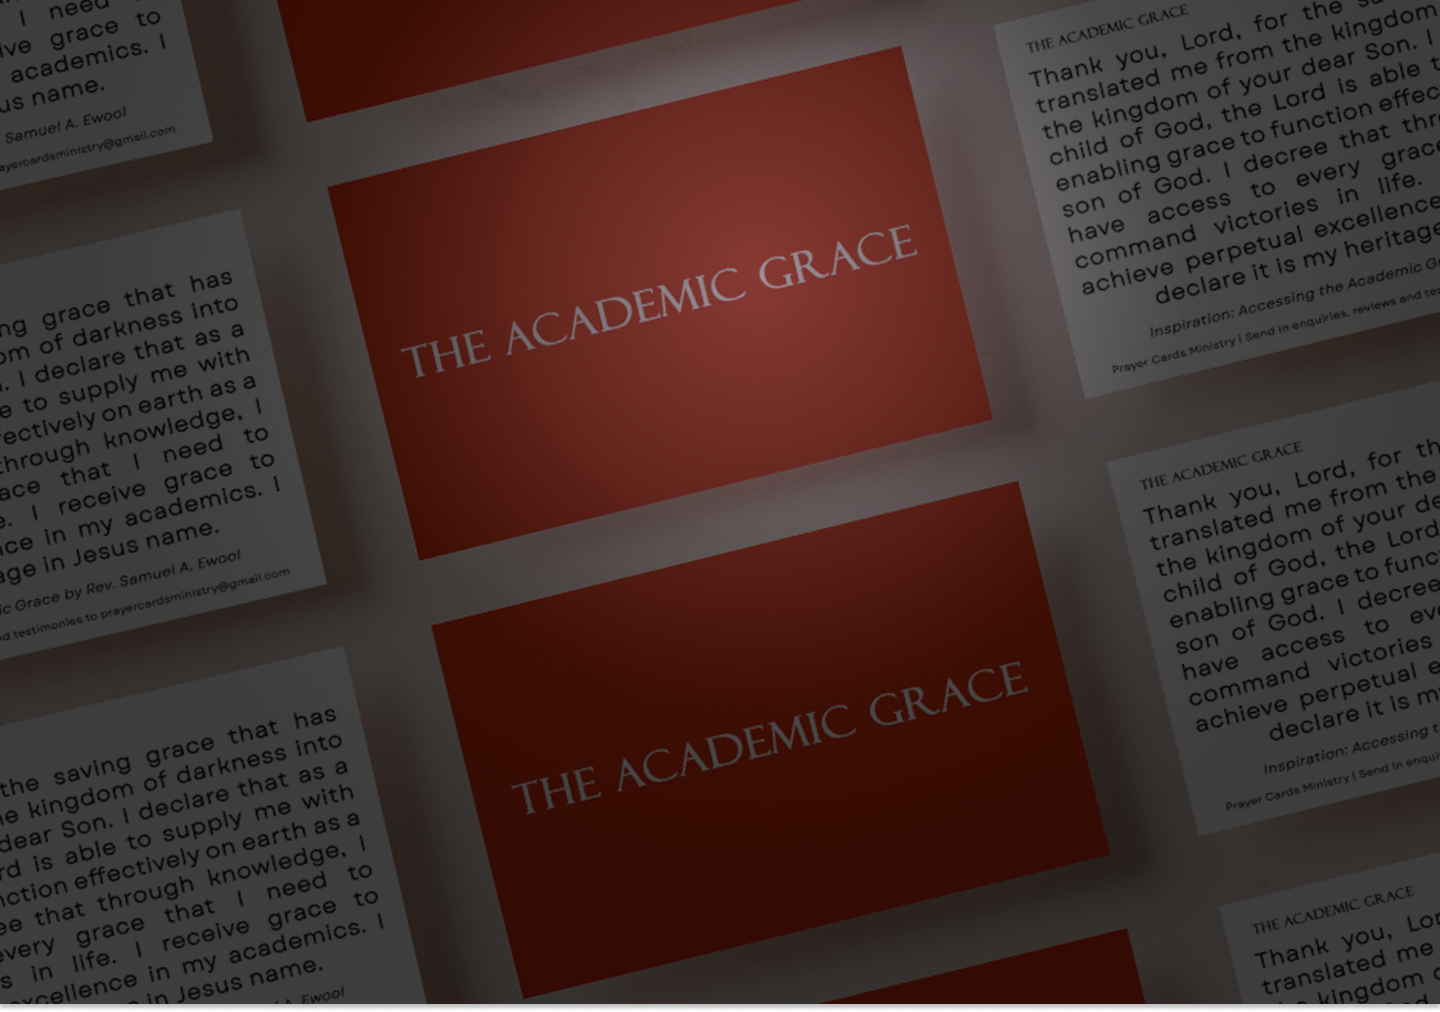 I need
ive grace to
academics. I
us name.
Samuel A. Ewool
ayercardsministry@gmail.com
ng grace that has
om of darkness into
. I declare that as a
e to supply me with
fectively on earth as a
through knowledge, I
ace that I need to
e. I receive grace to
nce in my academics. I
age in Jesus name.
ic Grace by Rev. Samuel A. Ewool
nd testimonies to prayercardsministry@gmail.com
the saving grace that has
he kingdom of darkness into
dear Son. I declare that as a
rd is able to supply me with
nction effectively on earth as a
ee that through knowledge, I
every grace that I need to
s in life. I receive grace to
xcellence in my academics. I
in Jesus name.
A. Ewool
THE ACADEMIC GRACE
THE ACADEMIC GRACE
THE ACADEMIC GRACE
Thank you, Lord, for the sa
translated me from the kingdom
the kingdom of your dear Son. I
child of God, the Lord is able t
enabling grace to function effec
son of God. I decree that thr
have access to every grace
command victories in life.
achieve perpetual excellence
declare it is my heritage
Inspiration: Accessing the Academic G
Prayer Cards Ministry | Send in enquiries, reviews and tes
THE ACADEMIC GRACE
Thank you, Lord, for th
translated me from the
the kingdom of your de
child of God, the Lord
enabling grace to func
son of God. I decree
have access to eve
command victories
achieve perpetual e
declare it is m
Inspiration: Accessing t
Prayer Cards Ministry | Send in enqui
THE ACADEMIC GRACE
Thank you, Lor
translated me
the kingdom o